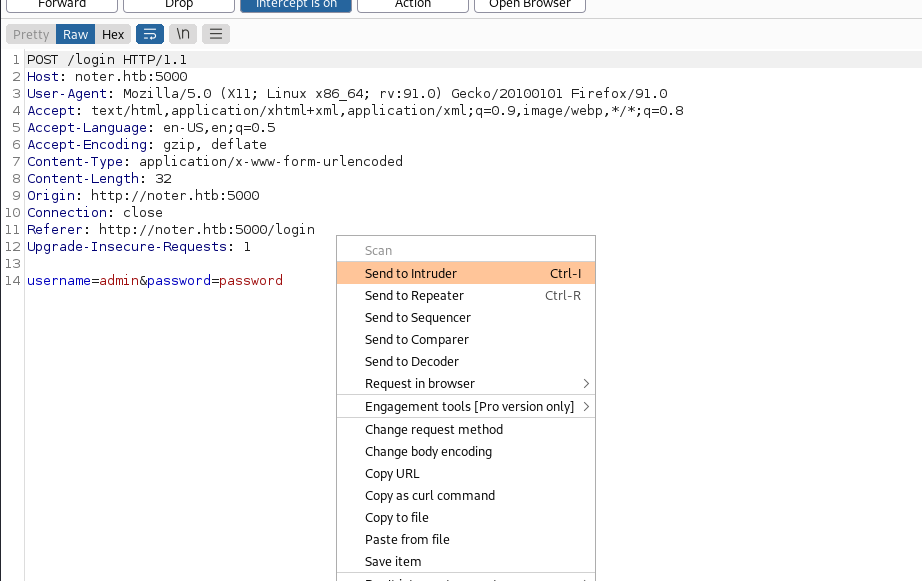 Forward Drop Intercept is on Action Open Browser
Pretty Raw Hex \n
1 POST /login HTTP/1.1
2 Host: noter.htb:5000
3 User-Agent: Mozilla/5.0 (X11; Linux x86_64; rv:91.0) Gecko/20100101 Firefox/91.0
4 Accept: text/html,application/xhtml+xml,application/xml;q=0.9,image/webp,*/*;q=0.8
5 Accept-Language: en-US,en;q=0.5
6 Accept-Encoding: gzip, deflate
7 Content-Type: application/x-www-form-urlencoded
8 Content-Length: 32
9 Origin: http://noter.htb:5000
10 Connection: close
11 Referer: http://noter.htb:5000/login
12 Upgrade-Insecure-Requests: 1
13
14 username=admin&password=password
Scan
Send to Intruder Ctrl-I
Send to Repeater Ctrl-R
Send to Sequencer
Send to Comparer
Send to Decoder
Request in browser
Engagement tools [Pro version only]
Change request method
Change body encoding
Copy URL
Copy as curl command
Copy to file
Paste from file
Save item